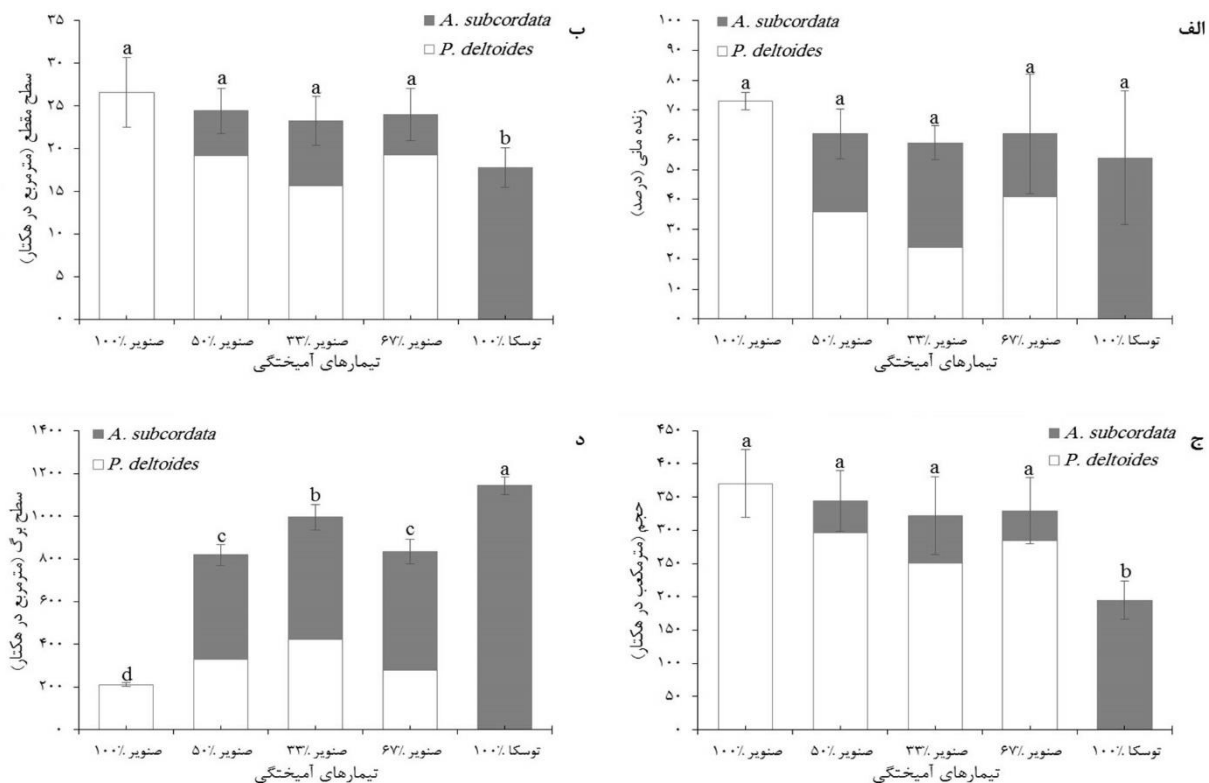 الف
A. subcordata
P. deltoides
۱۰۰
۹۰
۸۰
۷۰
۶۰
۵۰
۴۰
۳۰
۲۰
۱۰
۰
زنده مانی (درصد)
a
a
a
a
a
صنوبر ٪۱۰۰
صنوبر ٪۵۰
صنوبر ٪۳۳
صنوبر ٪۶۷
توسکا ٪۱۰۰
تیمارهای آمیختگی
ب
A. subcordata
P. deltoides
۳۵
۳۰
۲۵
۲۰
۱۵
۱۰
۵
۰
سطح مقطع (مترمربع در هکتار)
a
a
a
a
b
صنوبر ٪۱۰۰
صنوبر ٪۵۰
صنوبر ٪۳۳
صنوبر ٪۶۷
توسکا ٪۱۰۰
تیمارهای آمیختگی
ج
A. subcordata
P. deltoides
۴۵۰
۴۰۰
۳۵۰
۳۰۰
۲۵۰
۲۰۰
۱۵۰
۱۰۰
۵۰
۰
حجم (مترمکعب در هکتار)
a
a
a
a
b
صنوبر ٪۱۰۰
صنوبر ٪۵۰
صنوبر ٪۳۳
صنوبر ٪۶۷
توسکا ٪۱۰۰
تیمارهای آمیختگی
د
A. subcordata
P. deltoides
۱۴۰۰
۱۲۰۰
۱۰۰۰
۸۰۰
۶۰۰
۴۰۰
۲۰۰
۰
سطح برگ (مترمربع در هکتار)
d
c
b
c
a
صنوبر ٪۱۰۰
صنوبر ٪۵۰
صنوبر ٪۳۳
صنوبر ٪۶۷
توسکا ٪۱۰۰
تیمارهای آمیختگی